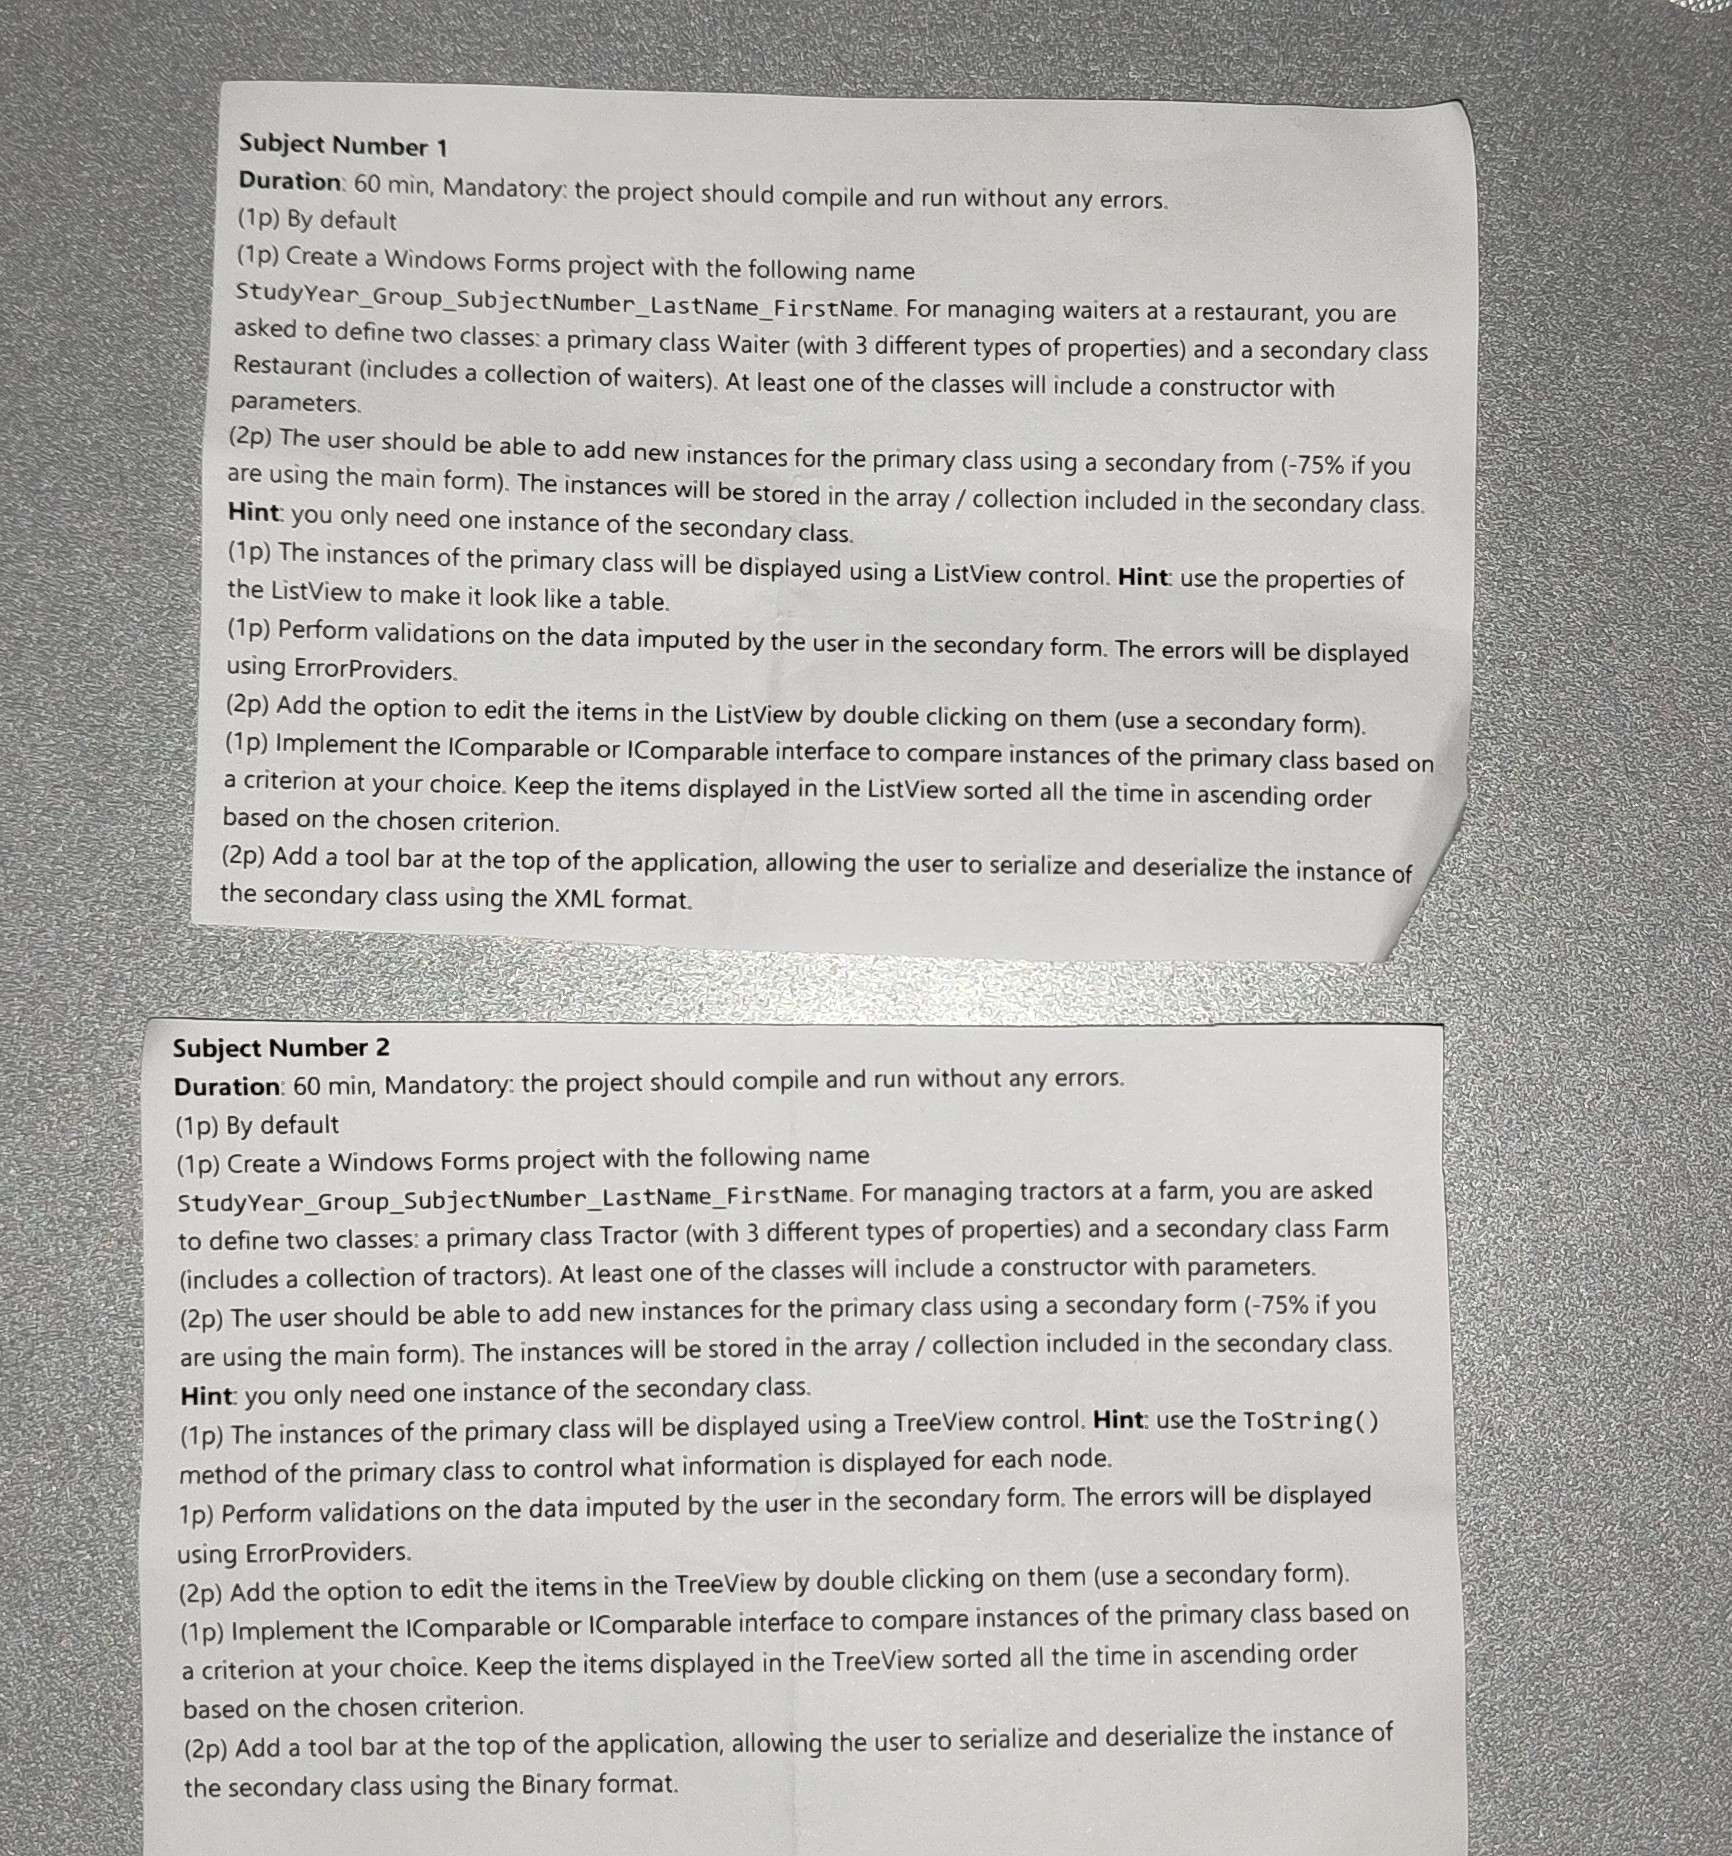 Subject Number 1
Duration: 60 min, Mandatory: the project should compile and run without any errors.
(1p) By default
(1p) Create a Windows Forms project with the following name
StudyYear_Group_SubjectNumber_LastName_FirstName. For managing waiters at a restaurant, you are
asked to define two classes: a primary class Waiter (with 3 different types of properties) and a secondary class
Restaurant (includes a collection of waiters). At least one of the classes will include a constructor with
parameters.
(2p) The user should be able to add new instances for the primary class using a secondary from (-75% if you
are using the main form). The instances will be stored in the array / collection included in the secondary class.
Hint: you only need one instance of the secondary class.
(1p) The instances of the primary class will be displayed using a ListView control. Hint: use the properties of
the ListView to make it look like a table.
(1p) Perform validations on the data imputed by the user in the secondary form. The errors will be displayed
using ErrorProviders.
(2p) Add the option to edit the items in the ListView by double clicking on them (use a secondary form).
(1p) Implement the IComparable or IComparable interface to compare instances of the primary class based on
a criterion at your choice. Keep the items displayed in the ListView sorted all the time in ascending order
based on the chosen criterion.
(2p) Add a tool bar at the top of the application, allowing the user to serialize and deserialize the instance of
the secondary class using the XML format.
Subject Number 2
Duration: 60 min, Mandatory: the project should compile and run without any errors.
(1p) By default
(1p) Create a Windows Forms project with the following name
StudyYear_Group_SubjectNumber_LastName_FirstName. For managing tractors at a farm, you are asked
to define two classes: a primary class Tractor (with 3 different types of properties) and a secondary class Farm
(includes a collection of tractors). At least one of the classes will include a constructor with parameters.
(2p) The user should be able to add new instances for the primary class using a secondary form (-75% if you
are using the main form). The instances will be stored in the array / collection included in the secondary class.
Hint: you only need one instance of the secondary class.
(1p) The instances of the primary class will be displayed using a TreeView control. Hint: use the ToString()
method of the primary class to control what information is displayed for each node.
1p) Perform validations on the data imputed by the user in the secondary form. The errors will be displayed
using ErrorProviders.
(2p) Add the option to edit the items in the TreeView by double clicking on them (use a secondary form).
(1p) Implement the IComparable or IComparable interface to compare instances of the primary class based on
a criterion at your choice. Keep the items displayed in the TreeView sorted all the time in ascending order
based on the chosen criterion.
(2p) Add a tool bar at the top of the application, allowing the user to serialize and deserialize the instance of
the secondary class using the Binary format.